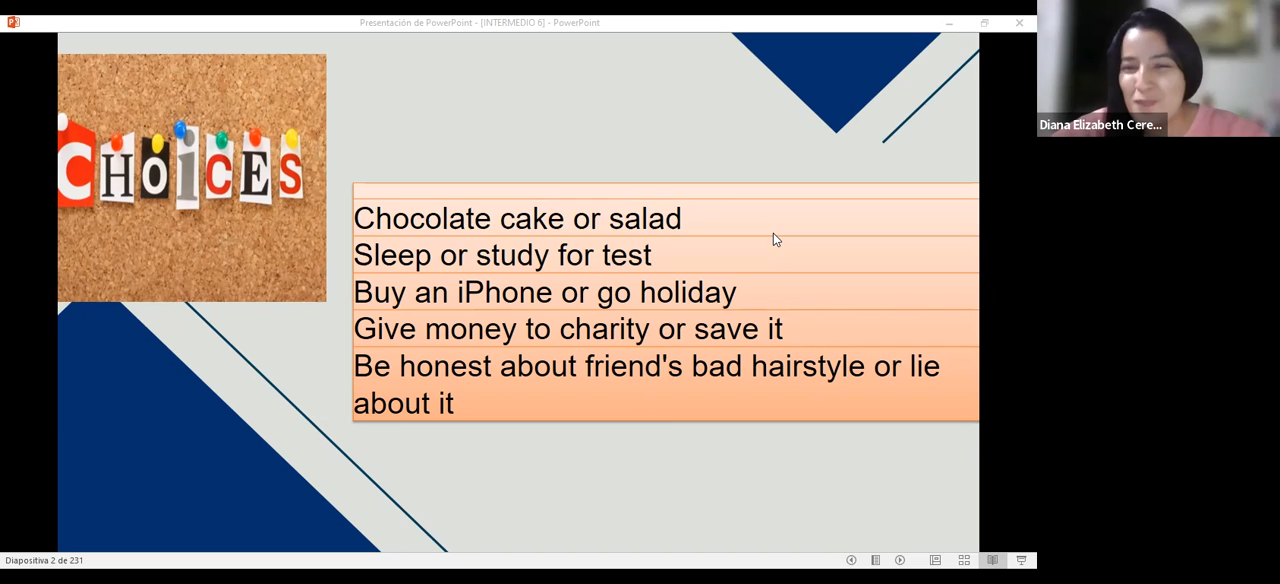 Presentación de PowerPoint - [INTERMEDIO 6] - PowerPoint
CHOiCES
Chocolate cake or salad
Sleep or study for test
Buy an iPhone or go holiday
Give money to charity or save it
Be honest about friend's bad hairstyle or lie
about it
Diana Elizabeth Cere...
Diapositiva 2 de 231